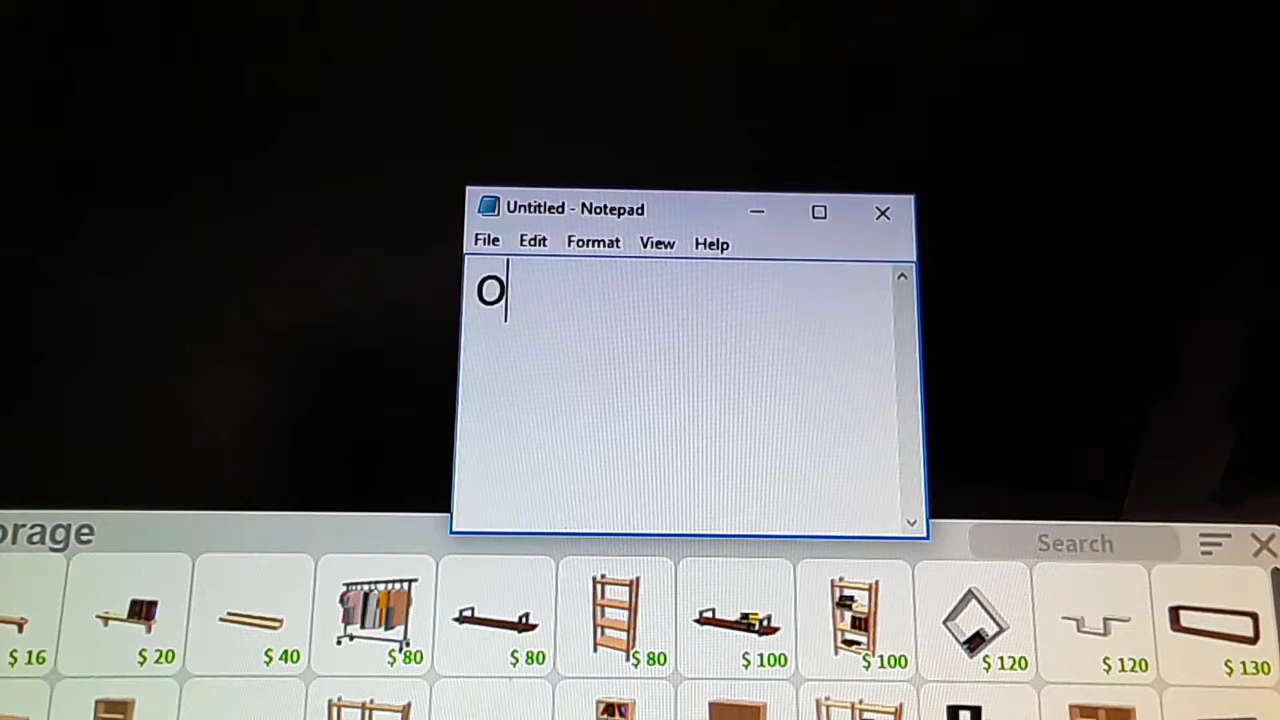 Untitled - Notepad
File Edit Format View Help
O
orage
Search
$ 16 $ 20 $ 40 $ 80 $ 80 $ 80 $ 100 $ 100 $ 120 $ 120 $ 130